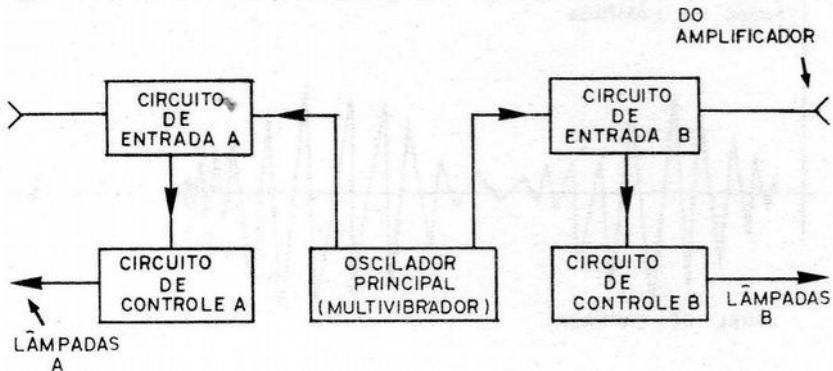 DO
AMPLIFICADOR
CIRCUITO
DE
ENTRADA A
CIRCUITO
DE
ENTRADA B
CIRCUITO
DE
CONTROLE A
OSCILADOR
PRINCIPAL
(MULTIVIBRADOR)
CIRCUITO
DE
CONTROLE B
LÂMPADAS
B
LÂMPADAS
A